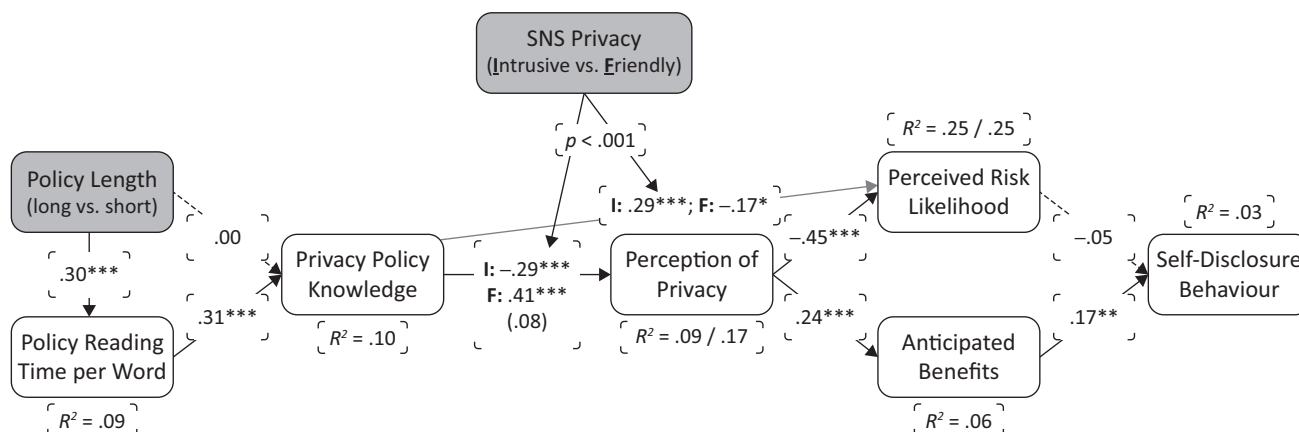 SNS Privacy
(Intrusive vs. Friendly)
p < .001
R² = .25 / .25
Policy Length
(long vs. short)
Perceived Risk
Likelihood
I: .29***; F: –.17*
R² = .03
.00
–.45***
–.05
.30***
Privacy Policy
Knowledge
I: –.29***
F: .41***
(.08)
Perception of
Privacy
Self-Disclosure
Behaviour
.31***
R² = .10
R² = .09 / .17
.24***
.17**
Policy Reading
Time per Word
Anticipated
Benefits
R² = .09
R² = .06